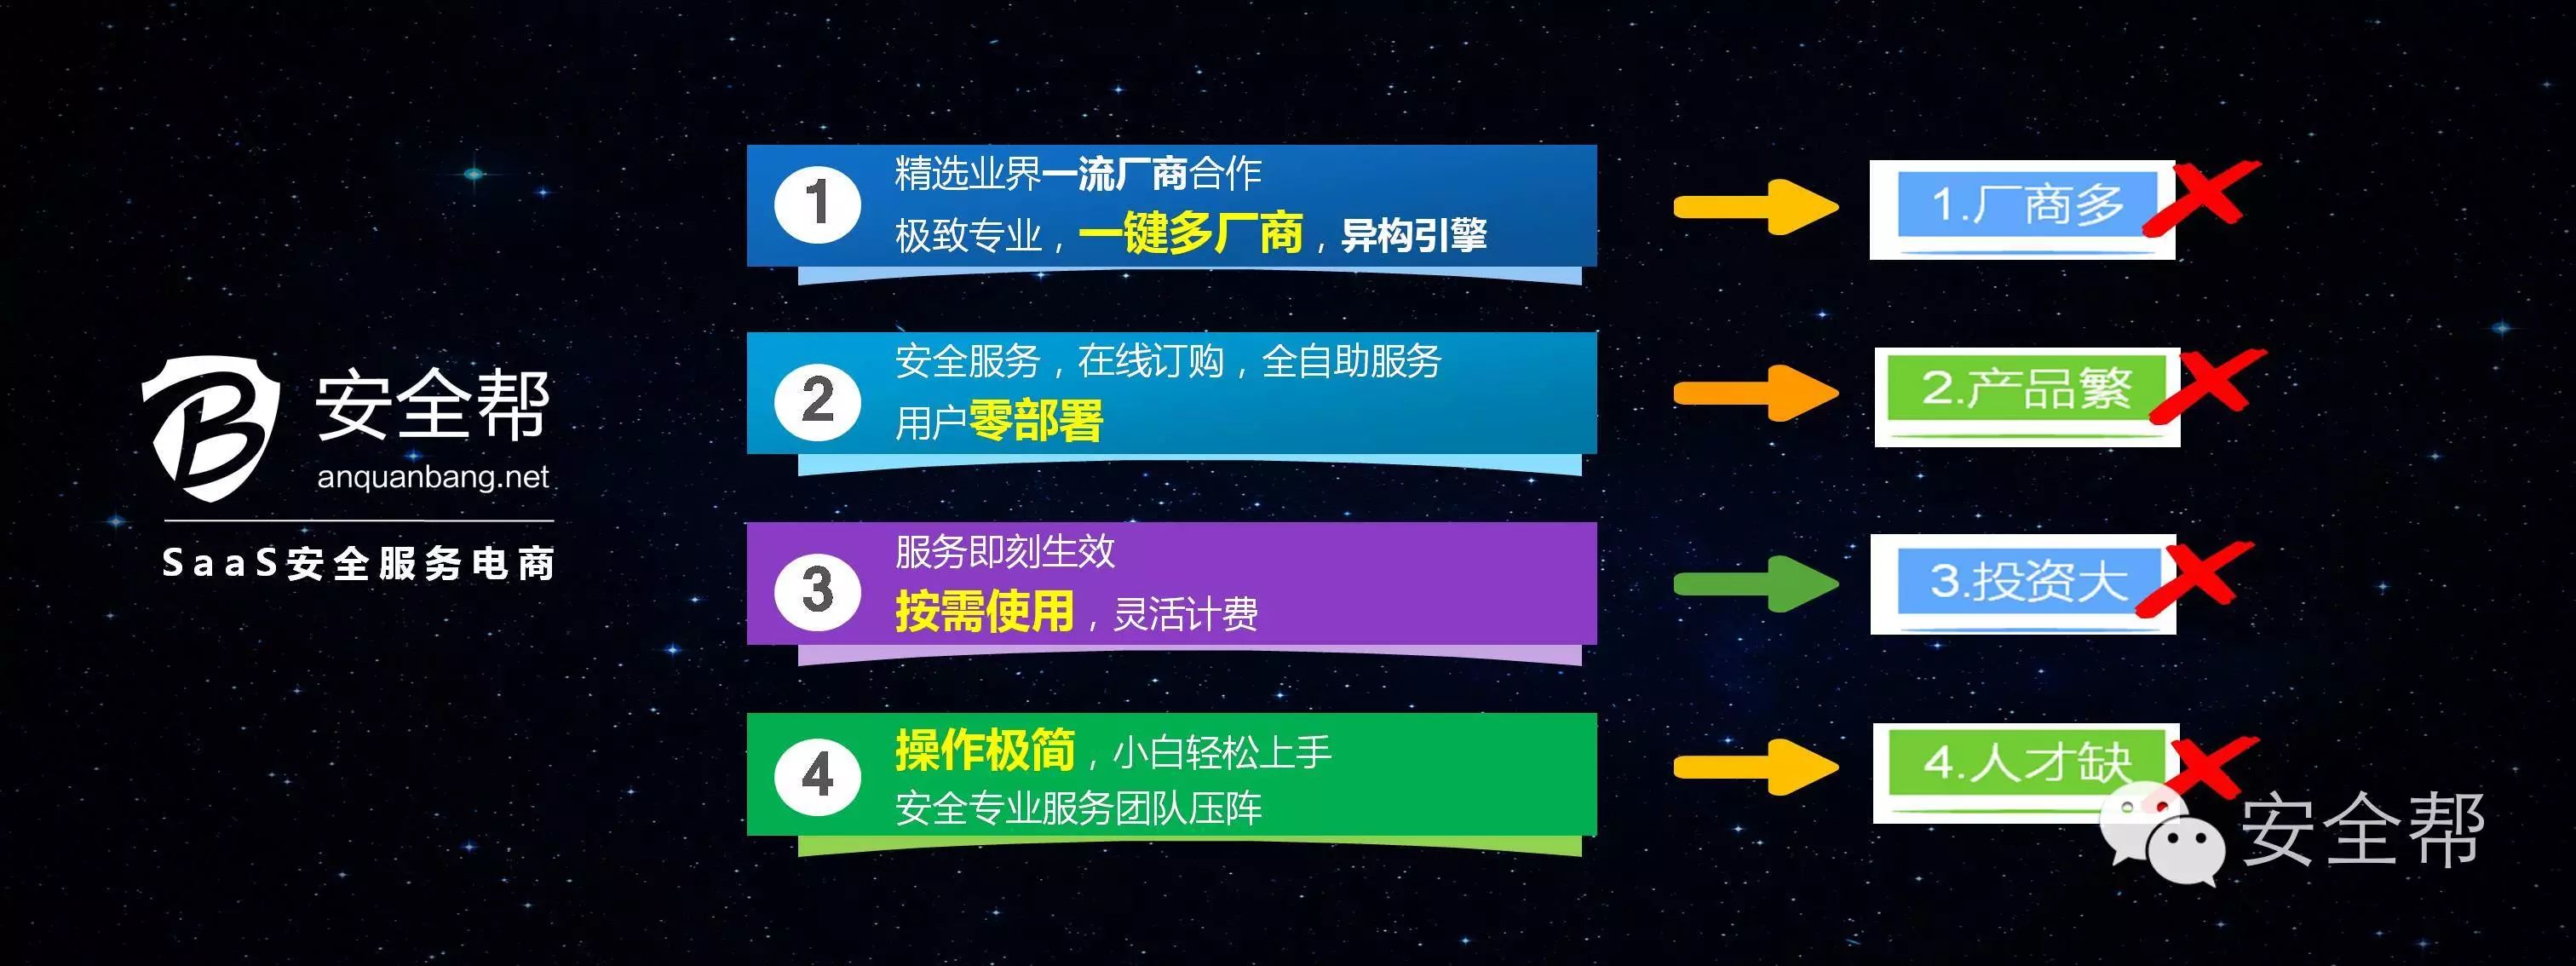 安全帮
anquanbang.net
SaaS安全服务电商
1
精选业界一流厂商合作
极致专业，一键多厂商，异构引擎
1.厂商多
2
安全服务，在线订购，全自助服务
用户零部署
2.产品繁
3
服务即刻生效
按需使用，灵活计费
3.投资大
4
操作极简，小白轻松上手
安全专业服务团队压阵
4.人才缺
安全帮